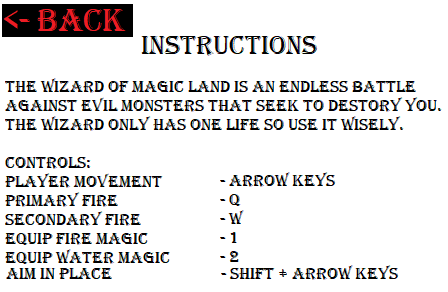 <- BACK
INSTRUCTIONS
THE WIZARD OF MAGIC LAND IS AN ENDLESS BATTLE
AGAINST EVIL MONSTERS THAT SEEK TO DESTORY YOU.
THE WIZARD ONLY HAS ONE LIFE SO USE IT WISELY.
CONTROLS:
PLAYER MOVEMENT - ARROW KEYS
PRIMARY FIRE - Q
SECONDARY FIRE - W
EQUIP FIRE MAGIC - 1
EQUIP WATER MAGIC - 2
AIM IN PLACE - SHIFT + ARROW KEYS